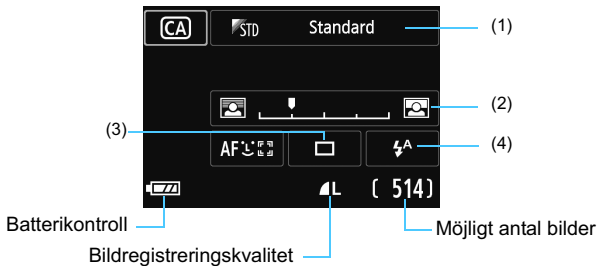 CA STD Standard (1)
(2)
(3)
AF A (4)
L [ 514]
Batterikontroll Möjligt antal bilder
Bildregistreringskvalitet